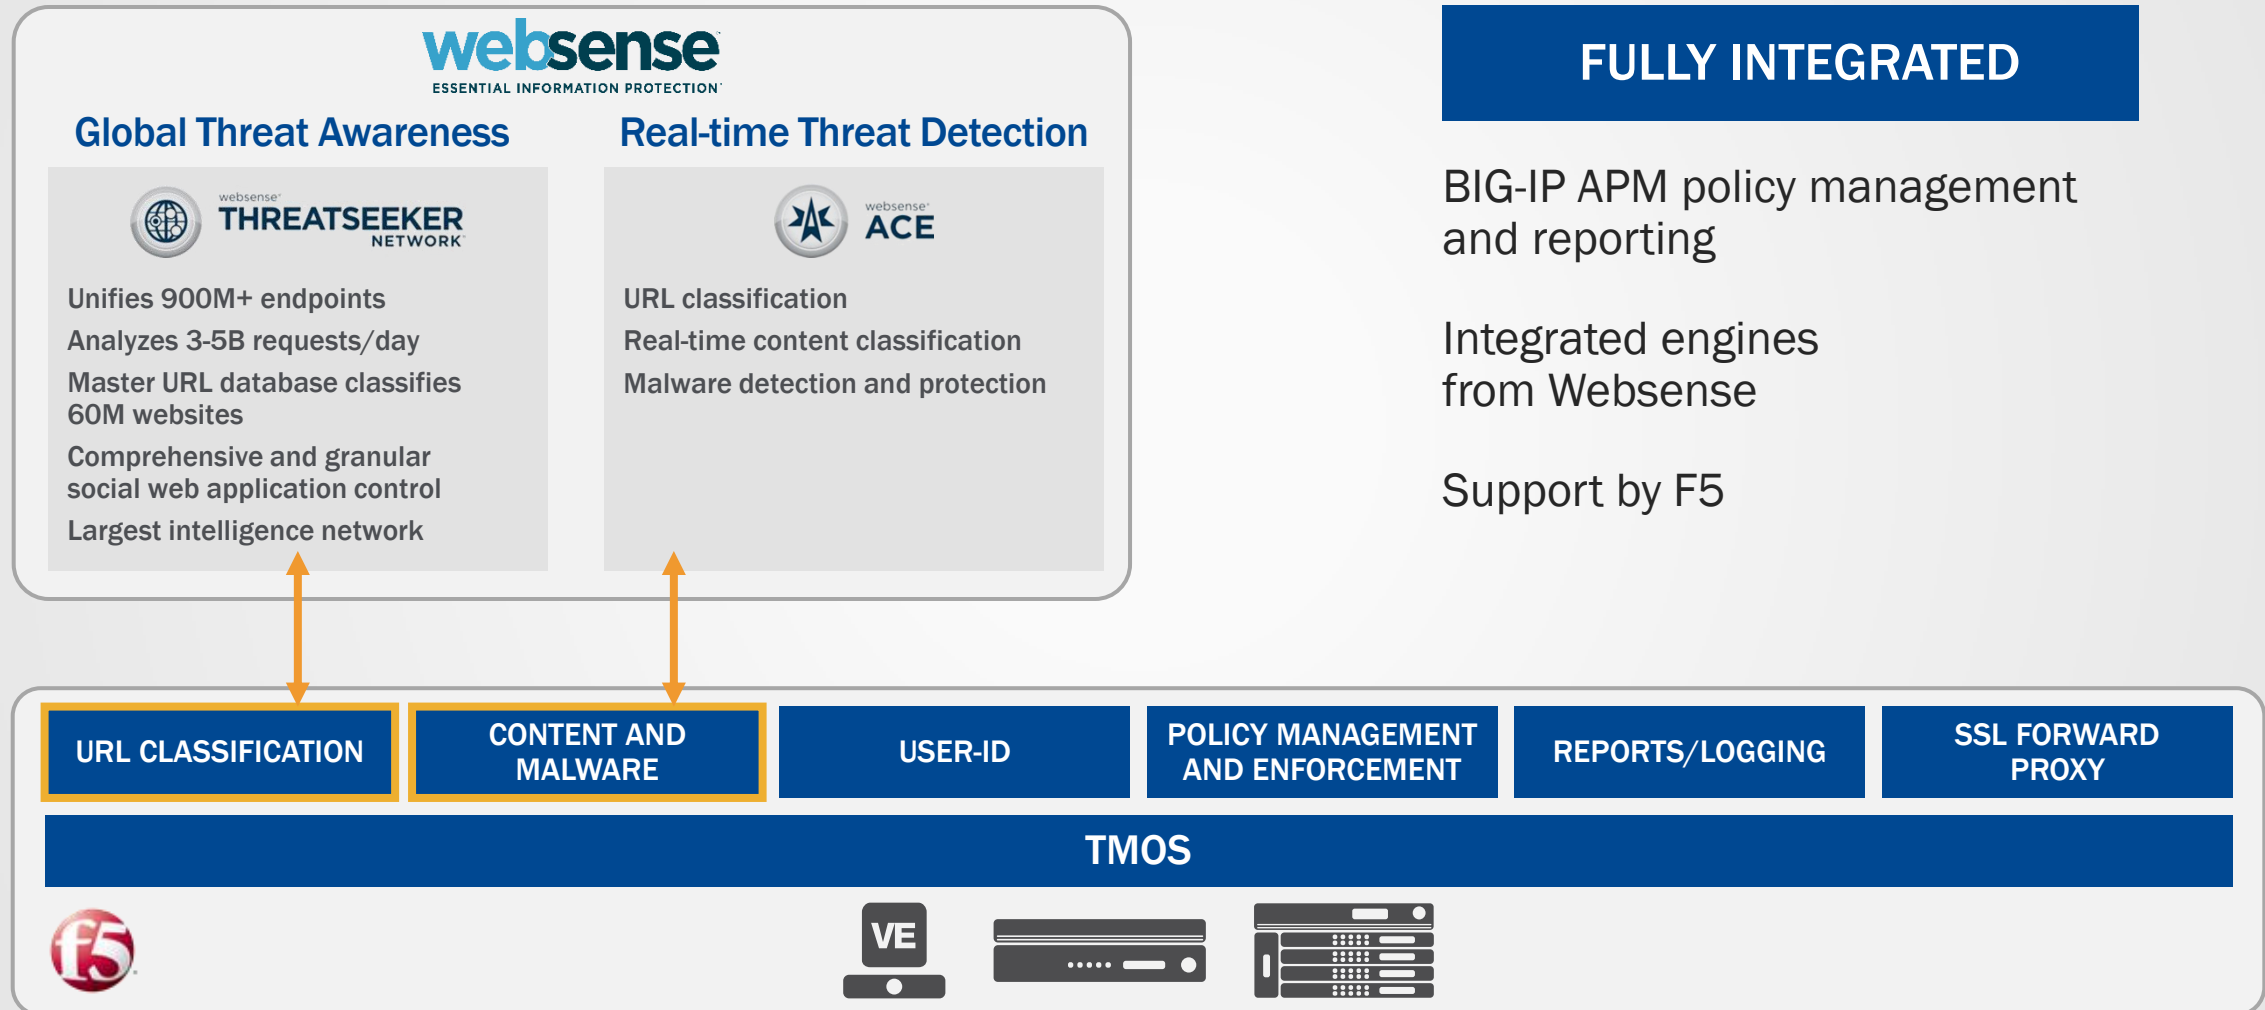 websense
ESSENTIAL INFORMATION PROTECTION
Global Threat Awareness
websense
THREATSEEKER
NETWORK
Unifies 900M+ endpoints
Analyzes 3-5B requests/day
Master URL database classifies
60M websites
Comprehensive and granular
social web application control
Largest intelligence network
Real-time Threat Detection
websense
ACE
URL classification
Real-time content classification
Malware detection and protection
FULLY INTEGRATED
BIG-IP APM policy management
and reporting
Integrated engines
from Websense
Support by F5
URL CLASSIFICATION
CONTENT AND
MALWARE
USER-ID
POLICY MANAGEMENT
AND ENFORCEMENT
REPORTS/LOGGING
SSL FORWARD
PROXY
TMOS
f5
VE